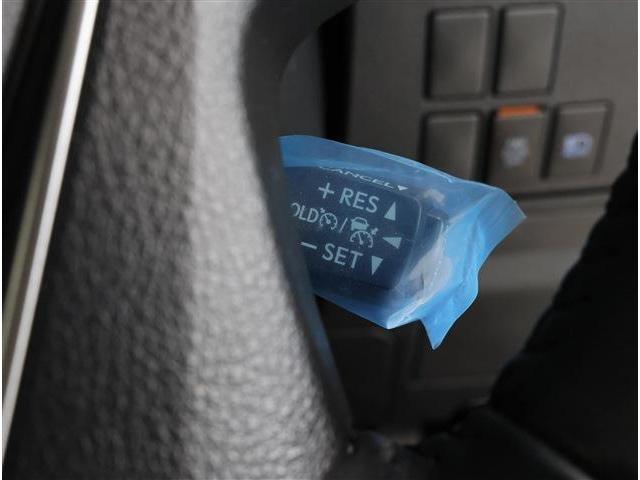 CANCEL▼
+ RES ▲
OLD / ◀
− SET ▼